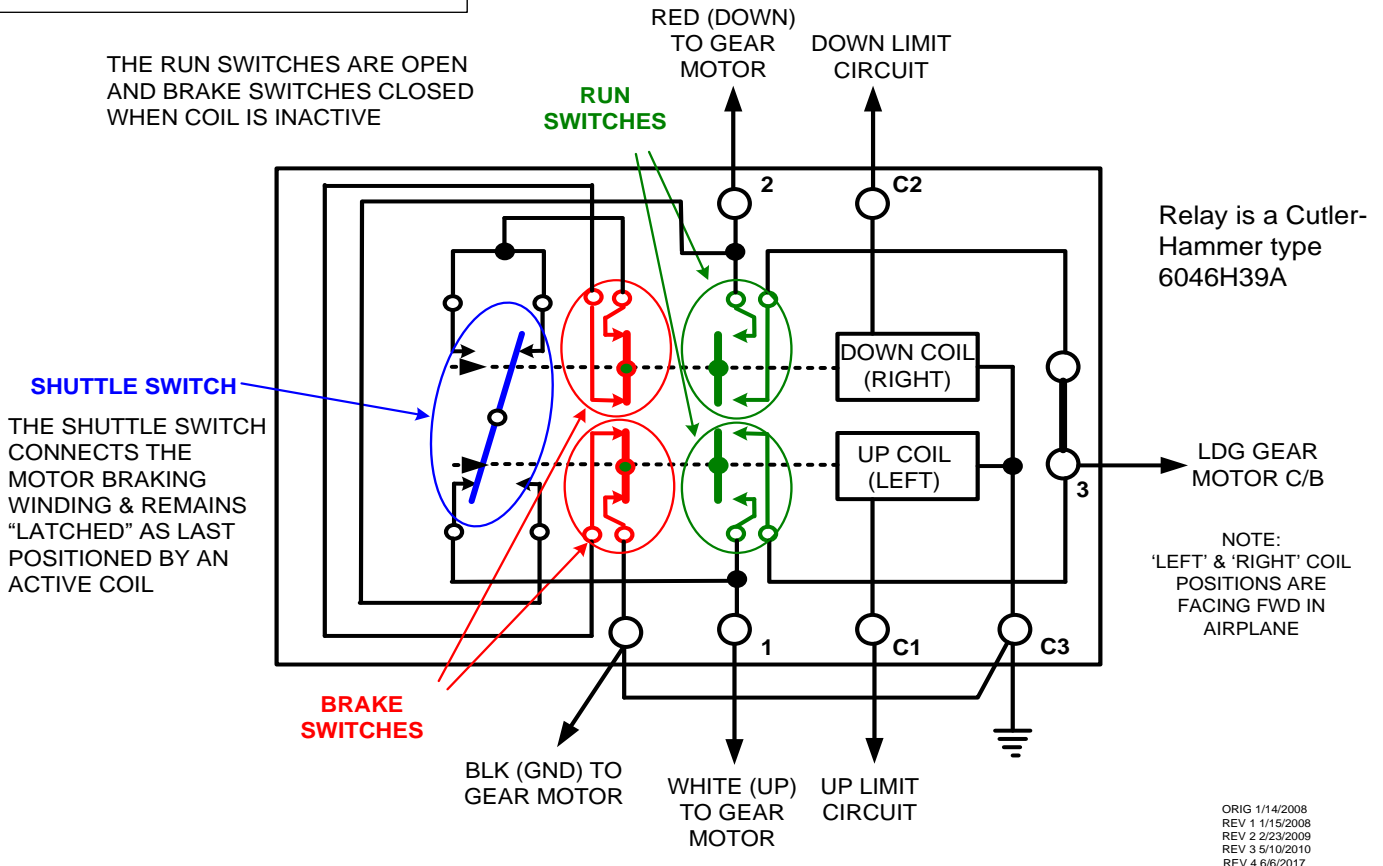 RED (DOWN)
TO GEAR
MOTOR
DOWN LIMIT
CIRCUIT
THE RUN SWITCHES ARE OPEN
AND BRAKE SWITCHES CLOSED
WHEN COIL IS INACTIVE
RUN
SWITCHES
2
C2
Relay is a Cutler-
Hammer type
6046H39A
SHUTTLE SWITCH
THE SHUTTLE SWITCH
CONNECTS THE
MOTOR BRAKING
WINDING & REMAINS
“LATCHED” AS LAST
POSITIONED BY AN
ACTIVE COIL
DOWN COIL
(RIGHT)
UP COIL
(LEFT)
3
LDG GEAR
MOTOR C/B
NOTE:
‘LEFT’ & ‘RIGHT’ COIL
POSITIONS ARE
FACING FWD IN
AIRPLANE
1
C1
C3
BRAKE
SWITCHES
BLK (GND) TO
GEAR MOTOR
WHITE (UP)
TO GEAR
MOTOR
UP LIMIT
CIRCUIT
ORIG 1/14/2008
REV 1 1/15/2008
REV 2 2/23/2009
REV 3 5/10/2010
REV 4 6/6/2017